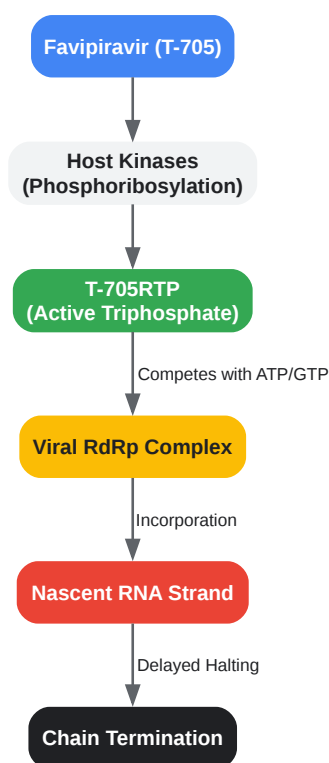 Favipiravir (T-705)
Host Kinases
(Phosphoribosylation)
T-705RTP
(Active Triphosphate)
Competes with ATP/GTP
Viral RdRp Complex
Incorporation
Nascent RNA Strand
Delayed Halting
Chain Termination